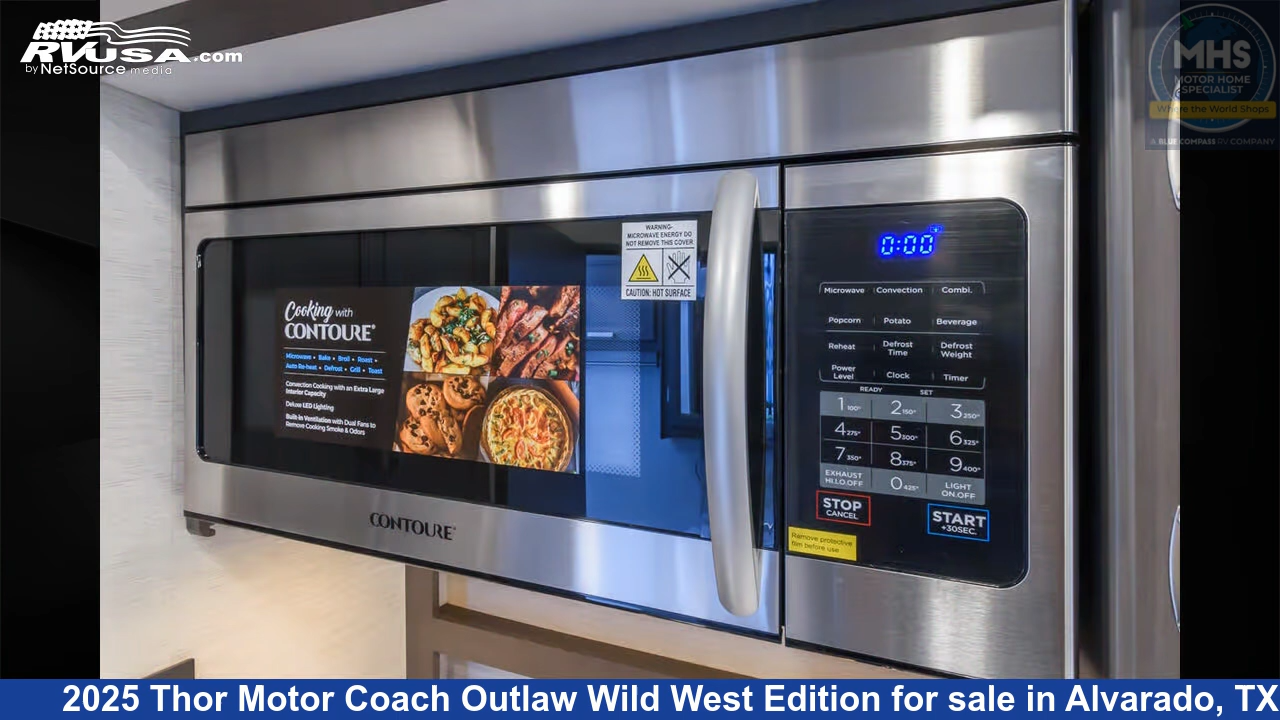 RVUSA.com
by NetSource media
MHS
MOTOR HOME
SPECIALIST
Where the World Shops
A BLUE COMPASS RV COMPANY
WARNING-
MICROWAVE ENERGY DO
NOT REMOVE THIS COVER
CAUTION: HOT SURFACE
Cooking with
CONTOURE®
Microwave • Bake • Broil • Roast •
Auto Re-heat • Defrost • Grill • Toast
Convection Cooking with an Extra Large
Interior Capacity
Deluxe LED Lighting
Built-in Ventilation with Dual Fans to
Remove Cooking Smoke & Odors
CONTOURE®
0:00
Microwave Convection Combi.
Popcorn Potato Beverage
Reheat Defrost Time Defrost Weight
Power Level Clock Timer
READY SET
1 100° 2 150° 3 250°
4 275° 5 300° 6 325°
7 350° 8 375° 9 400°
EXHAUST HI.LO.OFF 0 425° LIGHT ON.OFF
STOP CANCEL START +30SEC.
Remove protective
film before use
2025 Thor Motor Coach Outlaw Wild West Edition for sale in Alvarado, TX